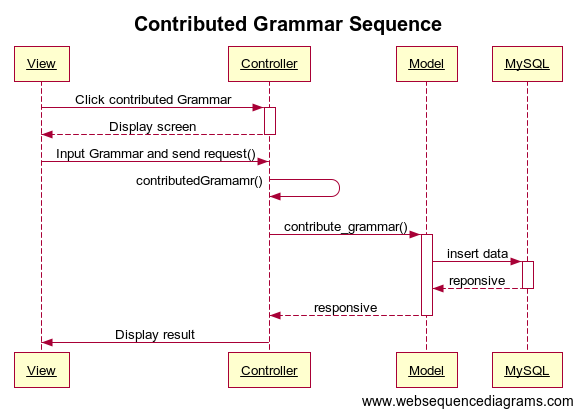 Contributed Grammar Sequence
View Controller Model MySQL
Click contributed Grammar
Display screen
Input Grammar and send request()
contributedGramamr()
contribute_grammar()
insert data
reponsive
responsive
Display result
View Controller Model MySQL
www.websequencediagrams.com